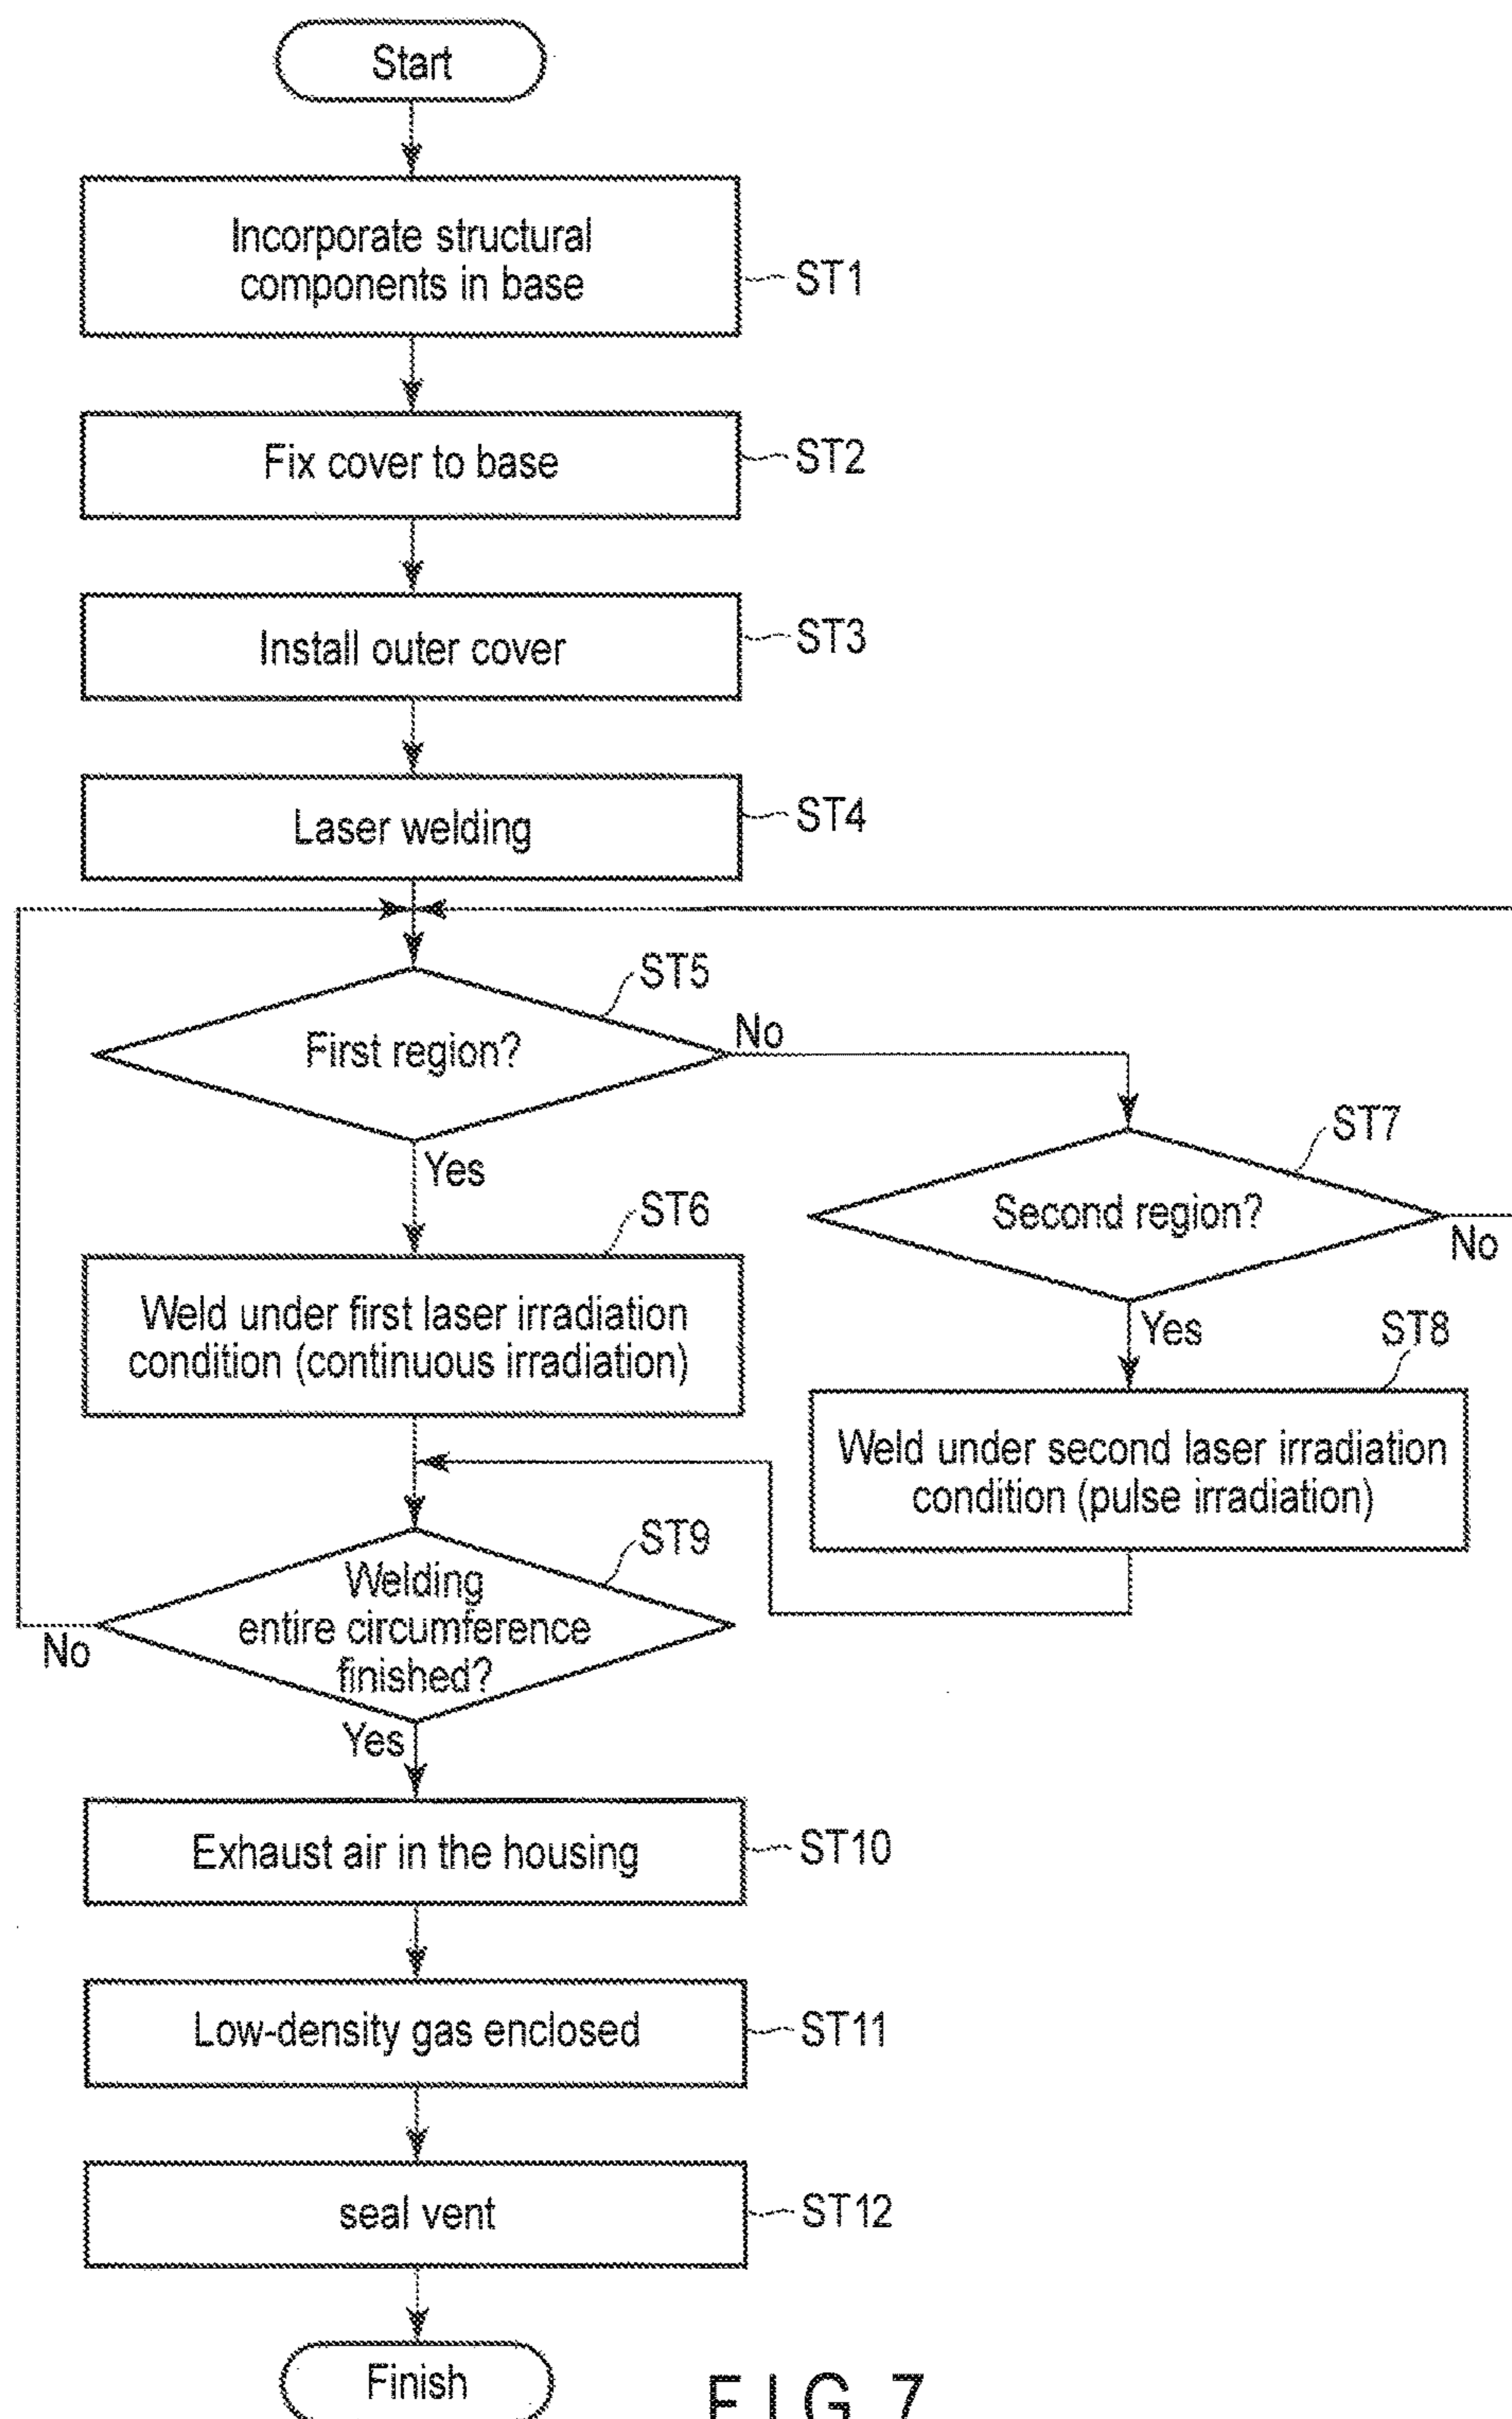 Start
Incorporate structural
components in base
ST1
Fix cover to base
ST2
Install outer cover
ST3
Laser welding
ST4
ST5
First region?
No
Yes
ST7
Second region?
No
Yes
ST6
Weld under first laser irradiation
condition (continuous irradiation)
ST8
Weld under second laser irradiation
condition (pulse irradiation)
ST9
Welding
entire circumference
finished?
No
Yes
Exhaust air in the housing
ST10
Low-density gas enclosed
ST11
seal vent
ST12
Finish
FIG. 7